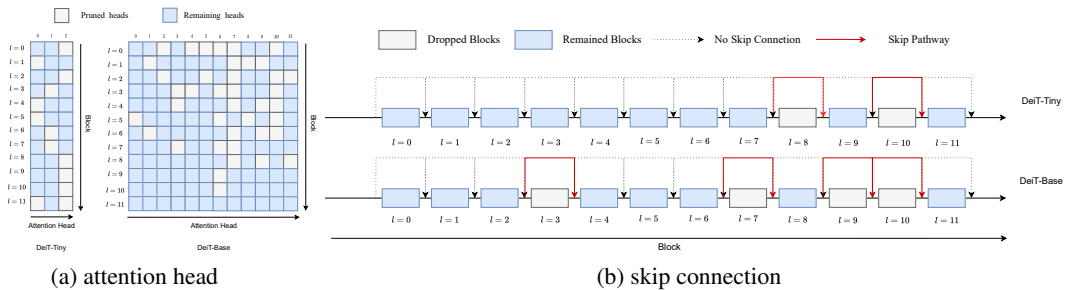 Pruned heads Remaining heads
0 1 2
0 1 2 3 4 5 6 7 8 9 10 11
l = 0
l = 1
l = 2
l = 3
l = 4
l = 5
l = 6
l = 7
l = 8
l = 9
l = 10
l = 11
Block
Attention Head
DeiT-Tiny
l = 0
l = 1
l = 2
l = 3
l = 4
l = 5
l = 6
l = 7
l = 8
l = 9
l = 10
l = 11
Block
Attention Head
DeiT-Base
(a) attention head
Dropped Blocks Remained Blocks No Skip Connetion Skip Pathway
DeiT-Tiny
l = 0 l = 1 l = 2 l = 3 l = 4 l = 5 l = 6 l = 7 l = 8 l = 9 l = 10 l = 11
DeiT-Base
l = 0 l = 1 l = 2 l = 3 l = 4 l = 5 l = 6 l = 7 l = 8 l = 9 l = 10 l = 11
Block
(b) skip connection